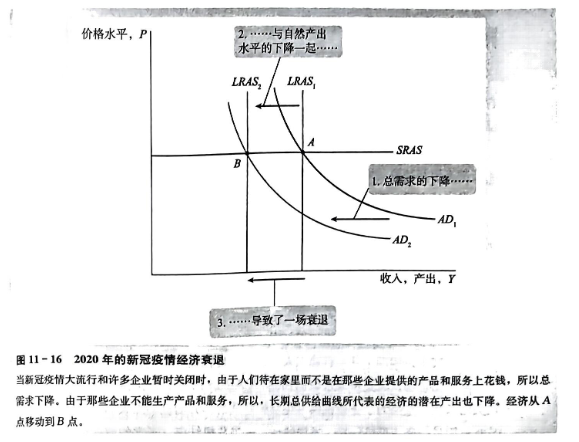 价格水平，P
2. ……与自然产出
水平的下降一起……
LRAS₂
LRAS₁
A
SRAS
B
1. 总需求的下降……
AD₁
AD₂
收入，产出，Y
3. ……导致了一场衰退
图 11-16 2020 年的新冠疫情经济衰退
当新冠疫情大流行和许多企业暂时关闭时，由于人们待在家里而不是在那些企业提供的产品和服务上花钱，所以总
需求下降。由于那些企业不能生产产品和服务，所以，长期总供给曲线所代表的经济的潜在产出也下降。经济从 A
点移动到 B 点。